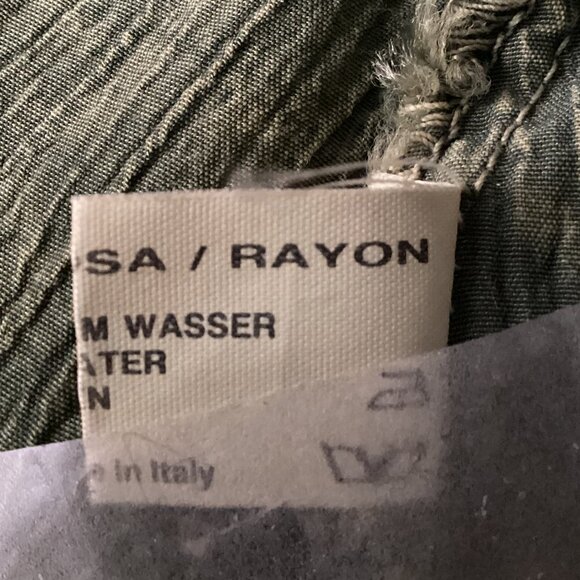 SA / RAYON
M WASSER
ATER
N
in Italy